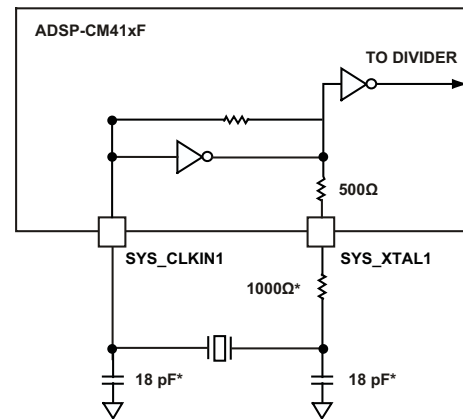 ADSP-CM41xF
TO DIVIDER
500Ω
SYS_CLKIN1
SYS_XTAL1
1000Ω*
18 pF*
18 pF*